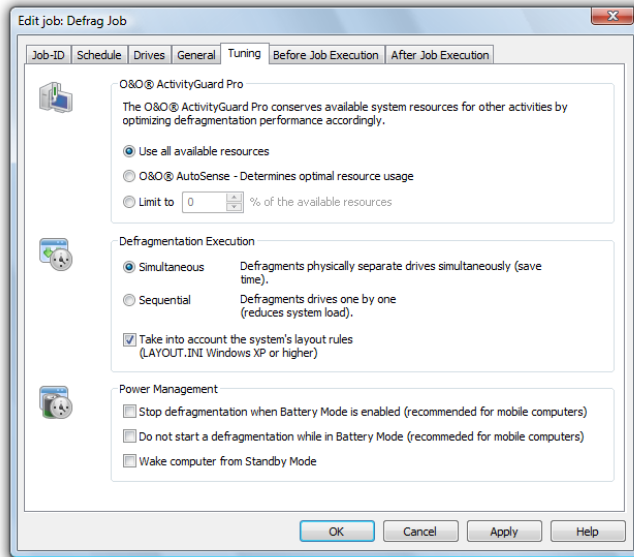 Edit job: Defrag Job
Job-ID Schedule Drives General Tuning Before Job Execution After Job Execution
O&O® ActivityGuard Pro
The O&O® ActivityGuard Pro conserves available system resources for other activities by
optimizing defragmentation performance accordingly.
Use all available resources
O&O® AutoSense - Determines optimal resource usage
Limit to 0 % of the available resources
Defragmentation Execution
Simultaneous Defragments physically separate drives simultaneously (save
time).
Sequential Defragments drives one by one
(reduces system load).
Take into account the system's layout rules
(LAYOUT.INI Windows XP or higher)
Power Management
Stop defragmentation when Battery Mode is enabled (recommended for mobile computers)
Do not start a defragmentation while in Battery Mode (recommeded for mobile computers)
Wake computer from Standby Mode
OK Cancel Apply Help